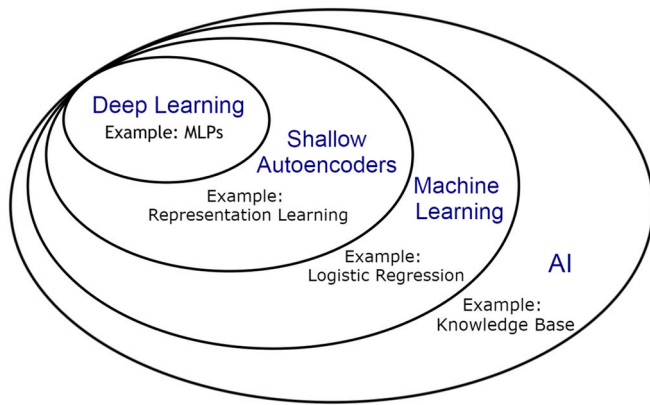 Deep Learning
Example: MLPs
Shallow
Autoencoders
Example:
Representation Learning
Machine
Learning
Example:
Logistic Regression
AI
Example:
Knowledge Base